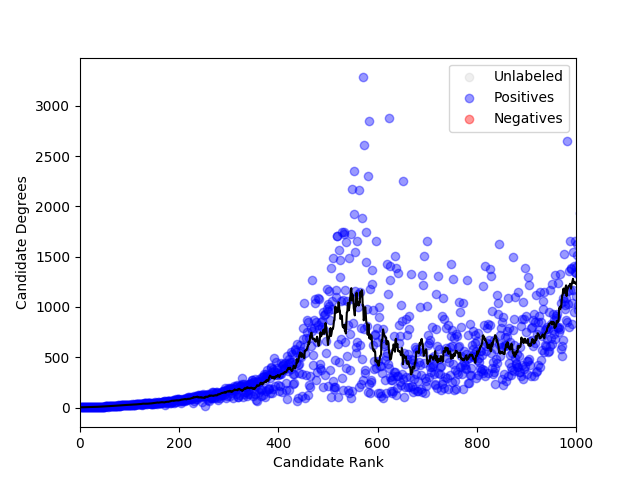 Unlabeled
Positives
Negatives
Candidate Degrees
3000
2500
2000
1500
1000
500
0
0 200 400 600 800 1000
Candidate Rank